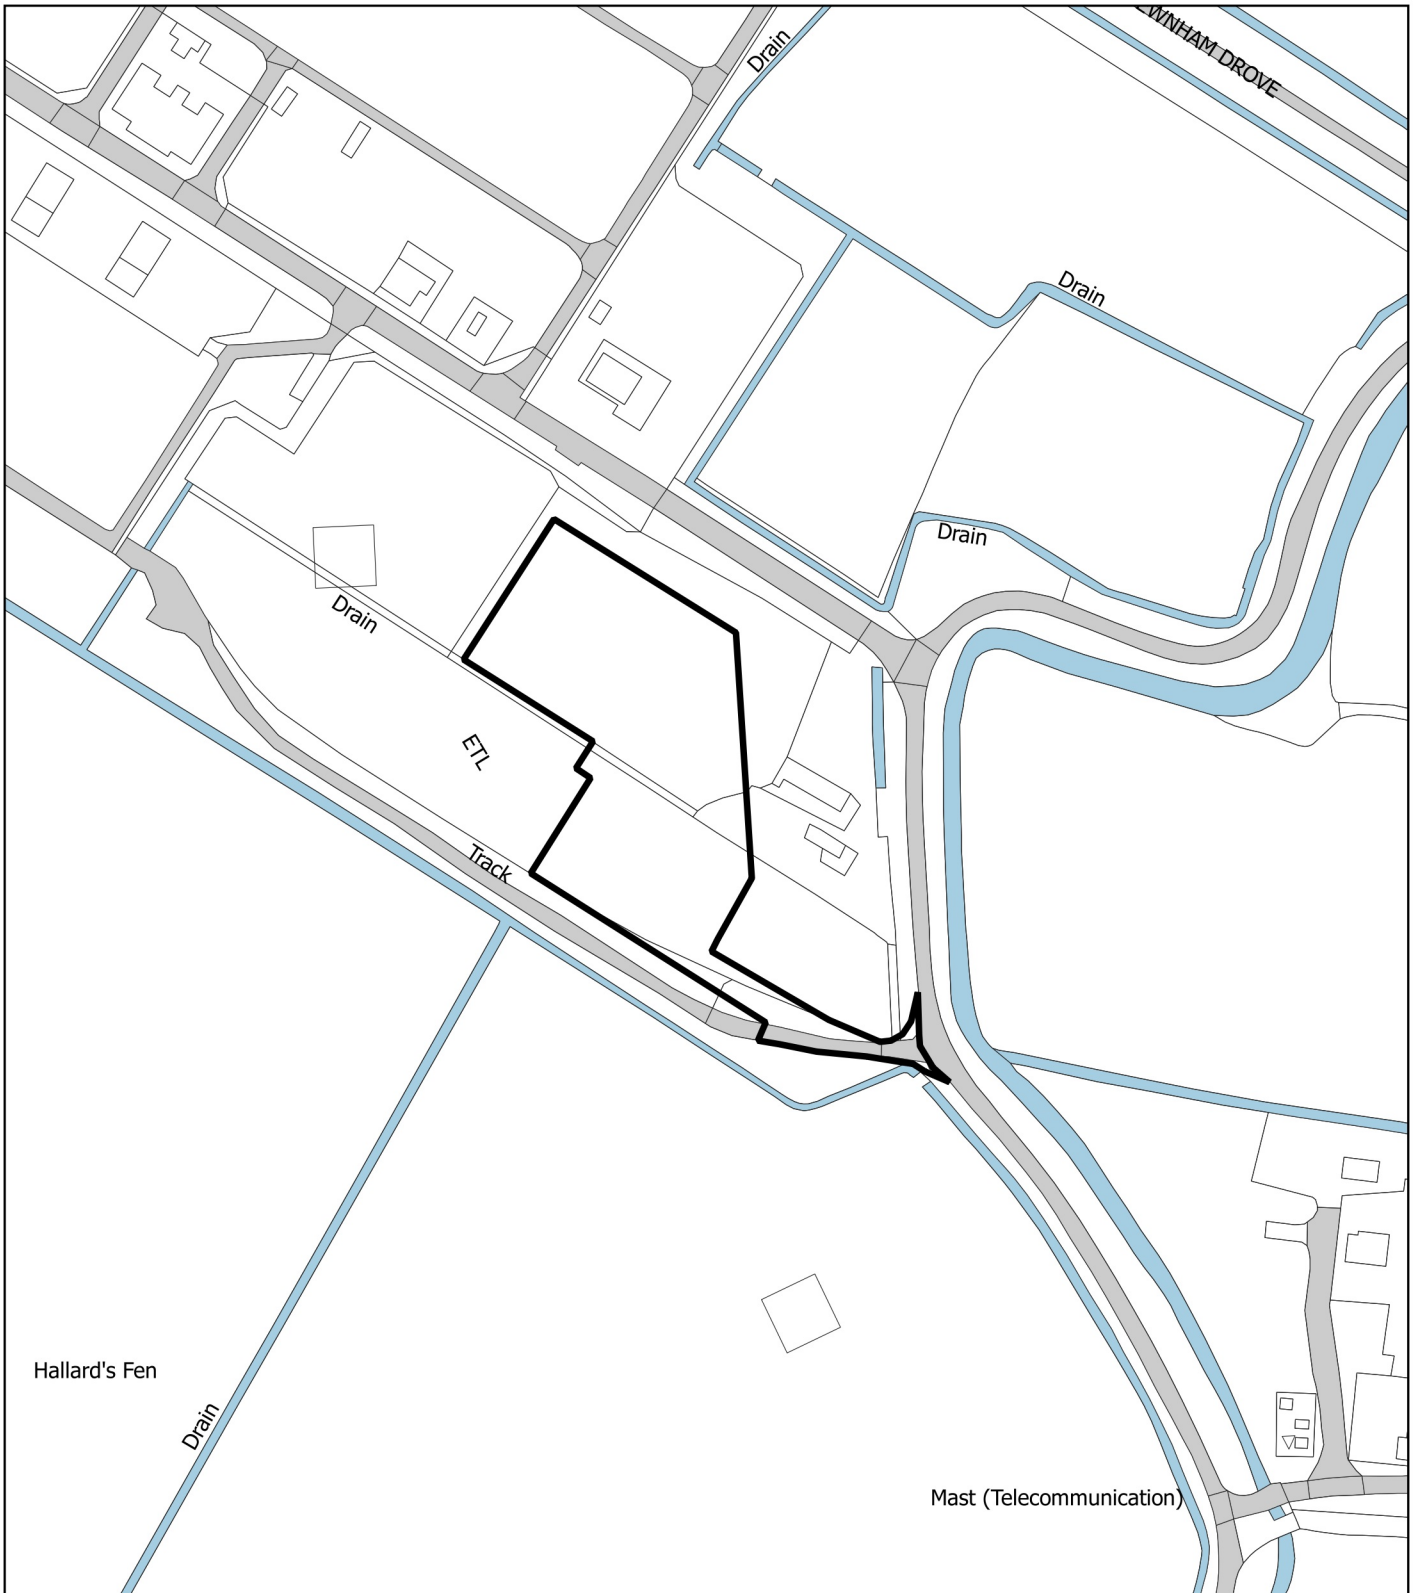 WNHAM DROVE
Drain
Drain
Drain
Drain
ETL
Track
Hallard's Fen
Drain
Mast (Telecommunication)